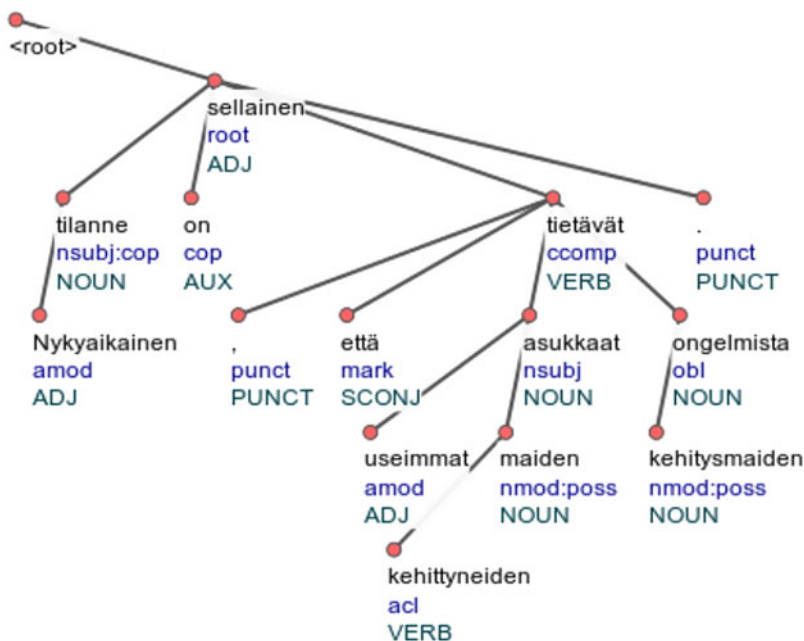 <root>
sellainen
root
ADJ
tilanne on tietävät .
nsubj:cop cop ccomp punct
NOUN AUX VERB PUNCT
Nykyaikainen , että asukkaat ongelmista
amod punct mark nsubj obl
ADJ PUNCT SCONJ NOUN NOUN
useimmat maiden kehitysmaiden
amod nmod:poss nmod:poss
ADJ NOUN NOUN
kehittyneiden
acl
VERB